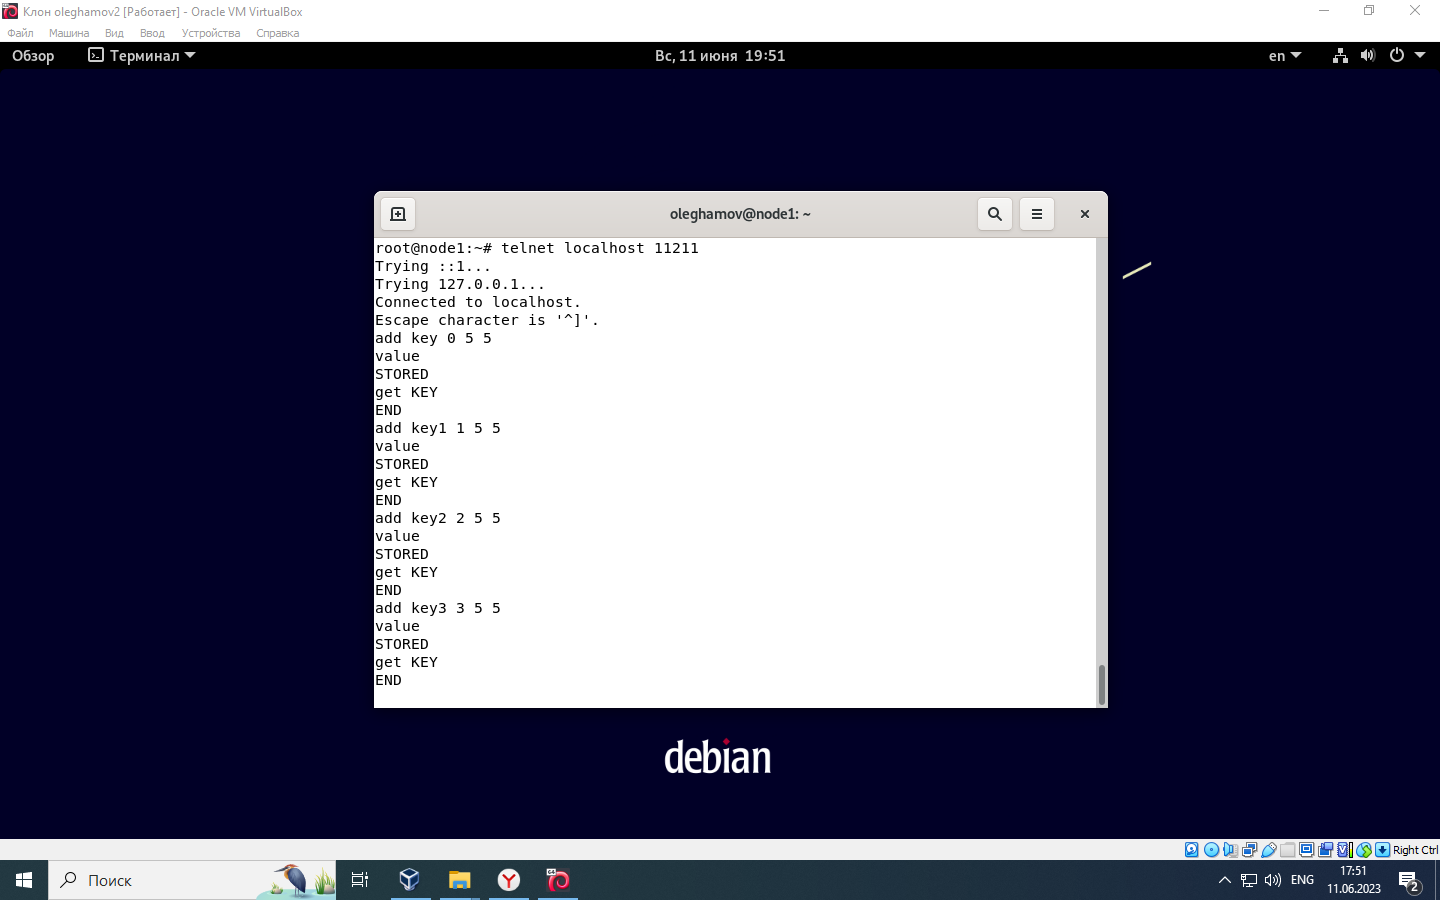 Клон oleghamov2 [Работает] - Oracle VM VirtualBox
Файл Машина Вид Ввод Устройства Справка
Обзор Терминал Вс, 11 июня 19:51 en
oleghamov@node1: ~
root@node1:~# telnet localhost 11211
Trying ::1...
Trying 127.0.0.1...
Connected to localhost.
Escape character is '^]'.
add key 0 5 5
value
STORED
get KEY
END
add key1 1 5 5
value
STORED
get KEY
END
add key2 2 5 5
value
STORED
get KEY
END
add key3 3 5 5
value
STORED
get KEY
END
debian
Right Ctrl
Поиск
ENG
17:51
11.06.2023
2